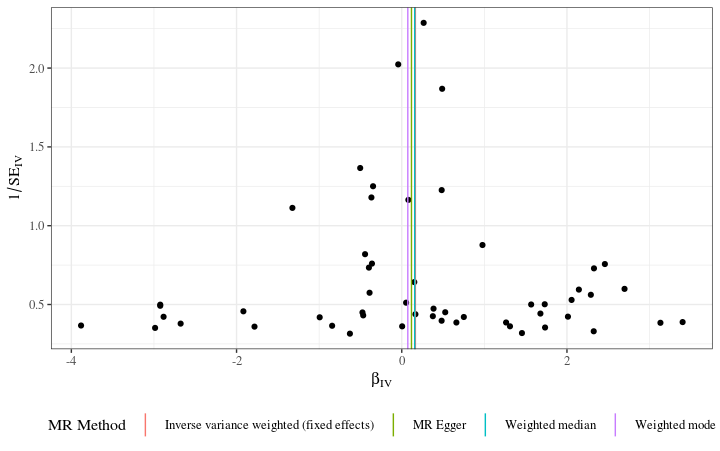 2.0
1.5
1.0
0.5
1/SE_IV
-4
-2
0
2
β_IV
MR Method
Inverse variance weighted (fixed effects)
MR Egger
Weighted median
Weighted mode